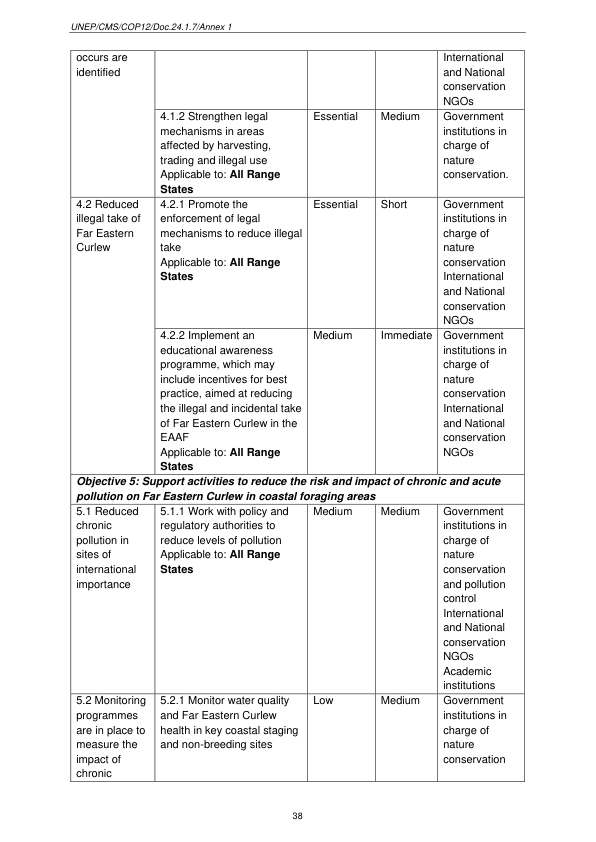 UNEP/CMS/COP12/Doc.24.1.7/Annex 1
occurs are
identified
International
and National
conservation
NGOs
4.1.2 Strengthen legal
mechanisms in areas
affected by harvesting,
trading and illegal use
Applicable to: All Range
States
Essential
Medium
Government
institutions in
charge of
nature
conservation.
4.2 Reduced
illegal take of
Far Eastern
Curlew
4.2.1 Promote the
enforcement of legal
mechanisms to reduce illegal
take
Applicable to: All Range
States
Essential
Short
Government
institutions in
charge of
nature
conservation
International
and National
conservation
NGOs
4.2.2 Implement an
educational awareness
programme, which may
include incentives for best
practice, aimed at reducing
the illegal and incidental take
of Far Eastern Curlew in the
EAAF
Applicable to: All Range
States
Medium
Immediate
Government
institutions in
charge of
nature
conservation
International
and National
conservation
NGOs
Objective 5: Support activities to reduce the risk and impact of chronic and acute
pollution on Far Eastern Curlew in coastal foraging areas
5.1 Reduced
chronic
pollution in
sites of
international
importance
5.1.1 Work with policy and
regulatory authorities to
reduce levels of pollution
Applicable to: All Range
States
Medium
Medium
Government
institutions in
charge of
nature
conservation
and pollution
control
International
and National
conservation
NGOs
Academic
institutions
5.2 Monitoring
programmes
are in place to
measure the
impact of
chronic
5.2.1 Monitor water quality
and Far Eastern Curlew
health in key coastal staging
and non-breeding sites
Low
Medium
Government
institutions in
charge of
nature
conservation
38